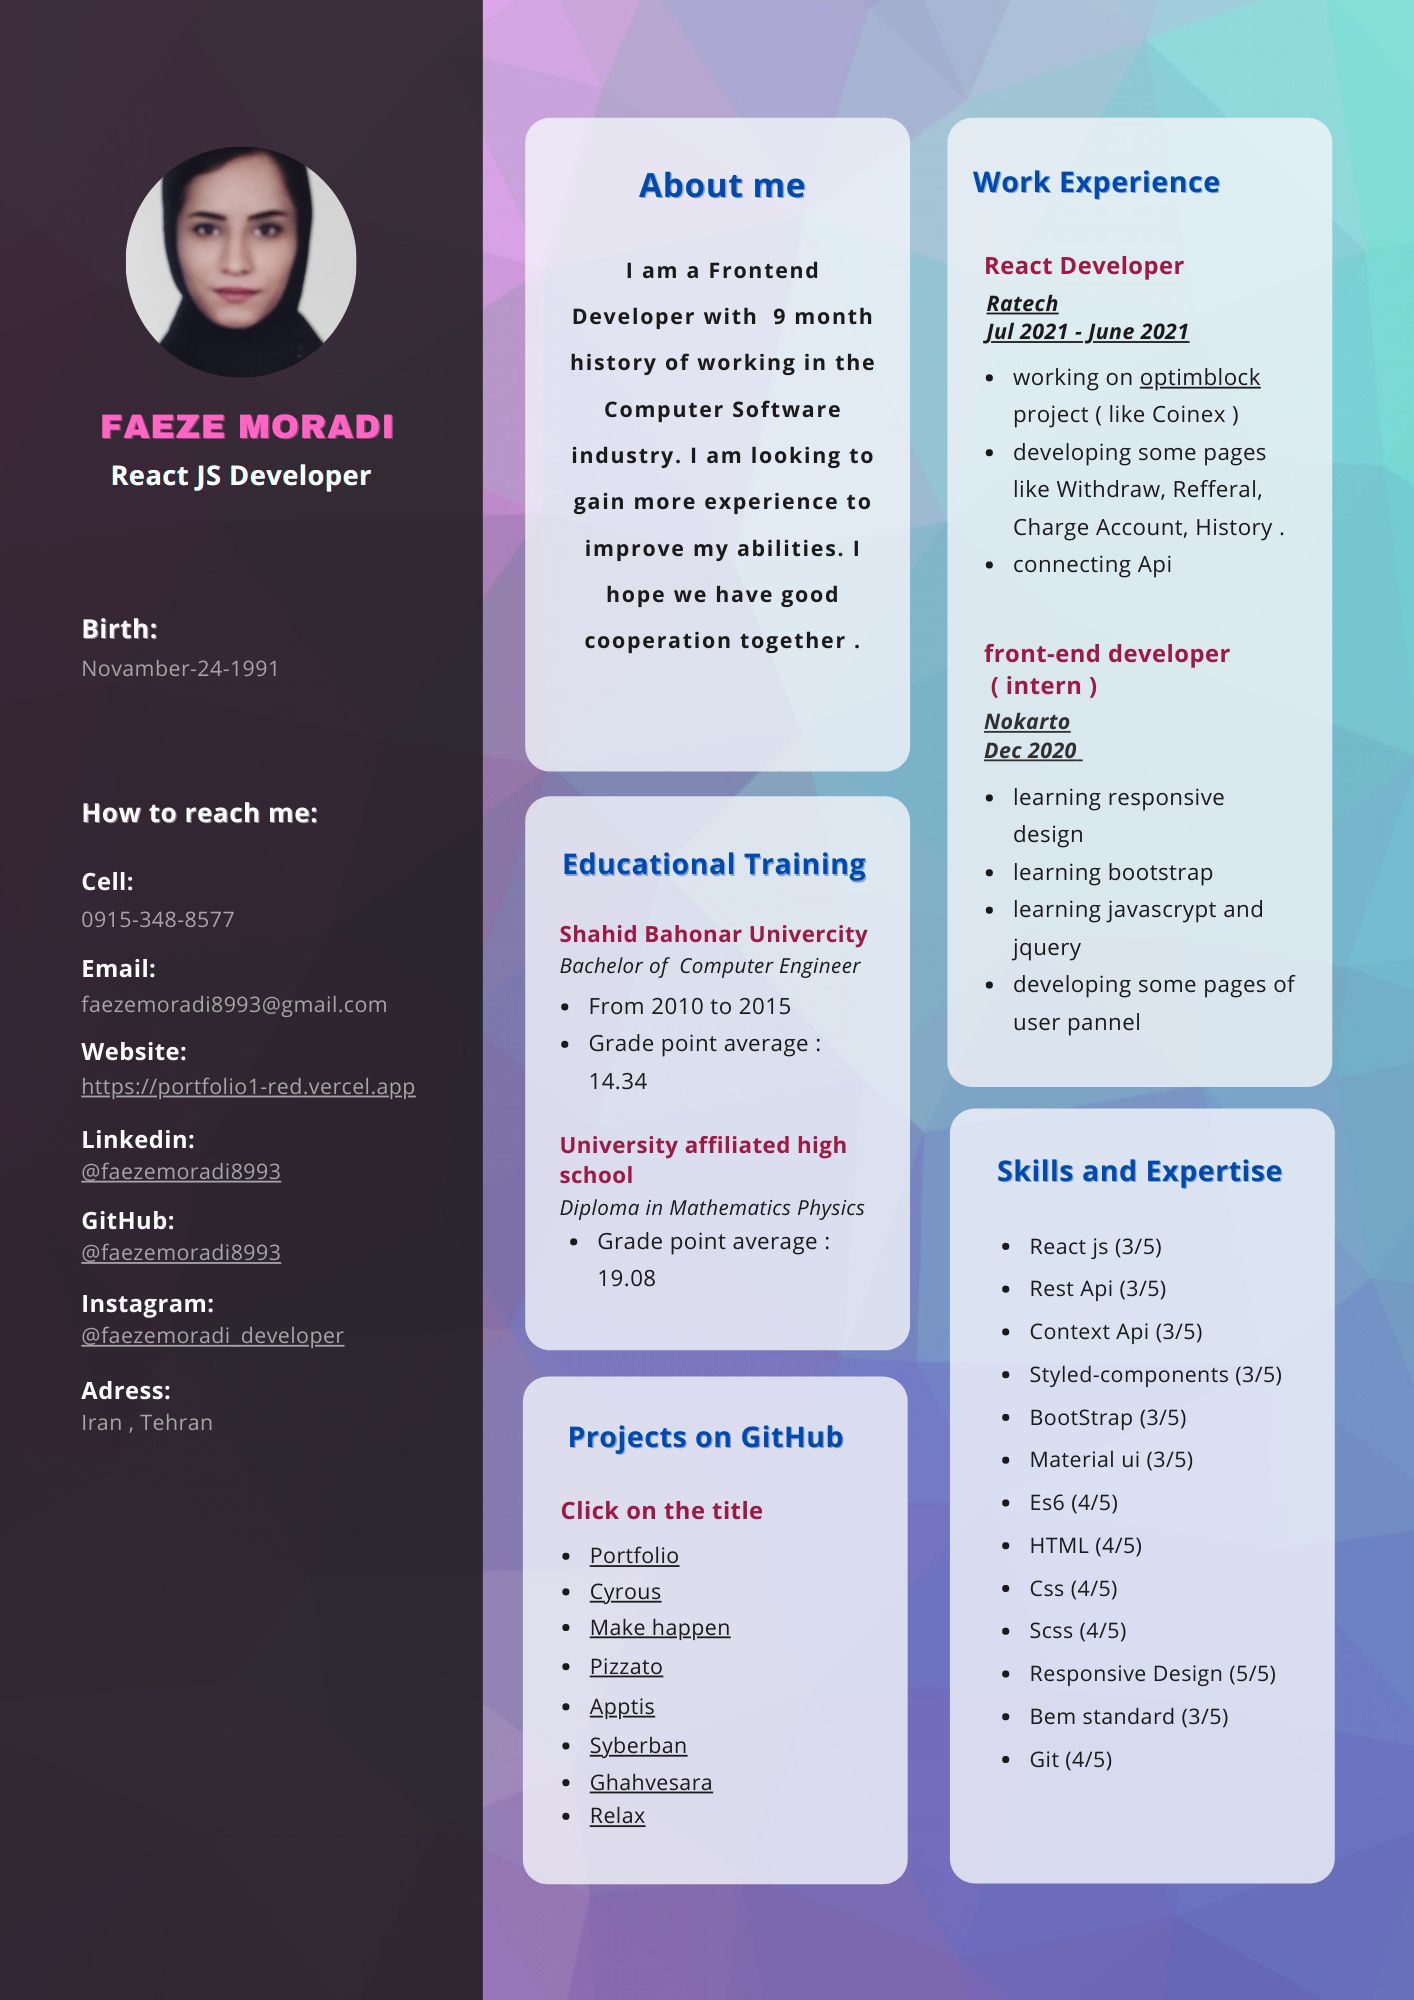 FAEZE MORADI
React JS Developer
Birth:
Novamber-24-1991
How to reach me:
Cell:
0915-348-8577
Email:
faezemoradi8993@gmail.com
Website:
https://portfolio1-red.vercel.app
Linkedin:
@faezemoradi8993
GitHub:
@faezemoradi8993
Instagram:
@faezemoradi_developer
Adress:
Iran , Tehran
About me
I am a Frontend
Developer with  9 month
history of working in the
Computer Software
industry. I am looking to
gain more experience to
improve my abilities. I
hope we have good
cooperation together .
Educational Training
Shahid Bahonar Univercity
Bachelor of  Computer Engineer
• From 2010 to 2015
• Grade point average :
14.34
University affiliated high
school
Diploma in Mathematics Physics
• Grade point average :
19.08
Projects on GitHub
Click on the title
• Portfolio
• Cyrous
• Make happen
• Pizzato
• Apptis
• Syberban
• Ghahvesara
• Relax
Work Experience
React Developer
Ratech
Jul 2021 - June 2021
• working on optimblock
project ( like Coinex )
• developing some pages
like Withdraw, Refferal,
Charge Account, History .
• connecting Api
front-end developer
( intern )
Nokarto
Dec 2020
• learning responsive
design
• learning bootstrap
• learning javascrypt and
jquery
• developing some pages of
user pannel
Skills and Expertise
• React js (3/5)
• Rest Api (3/5)
• Context Api (3/5)
• Styled-components (3/5)
• BootStrap (3/5)
• Material ui (3/5)
• Es6 (4/5)
• HTML (4/5)
• Css (4/5)
• Scss (4/5)
• Responsive Design (5/5)
• Bem standard (3/5)
• Git (4/5)